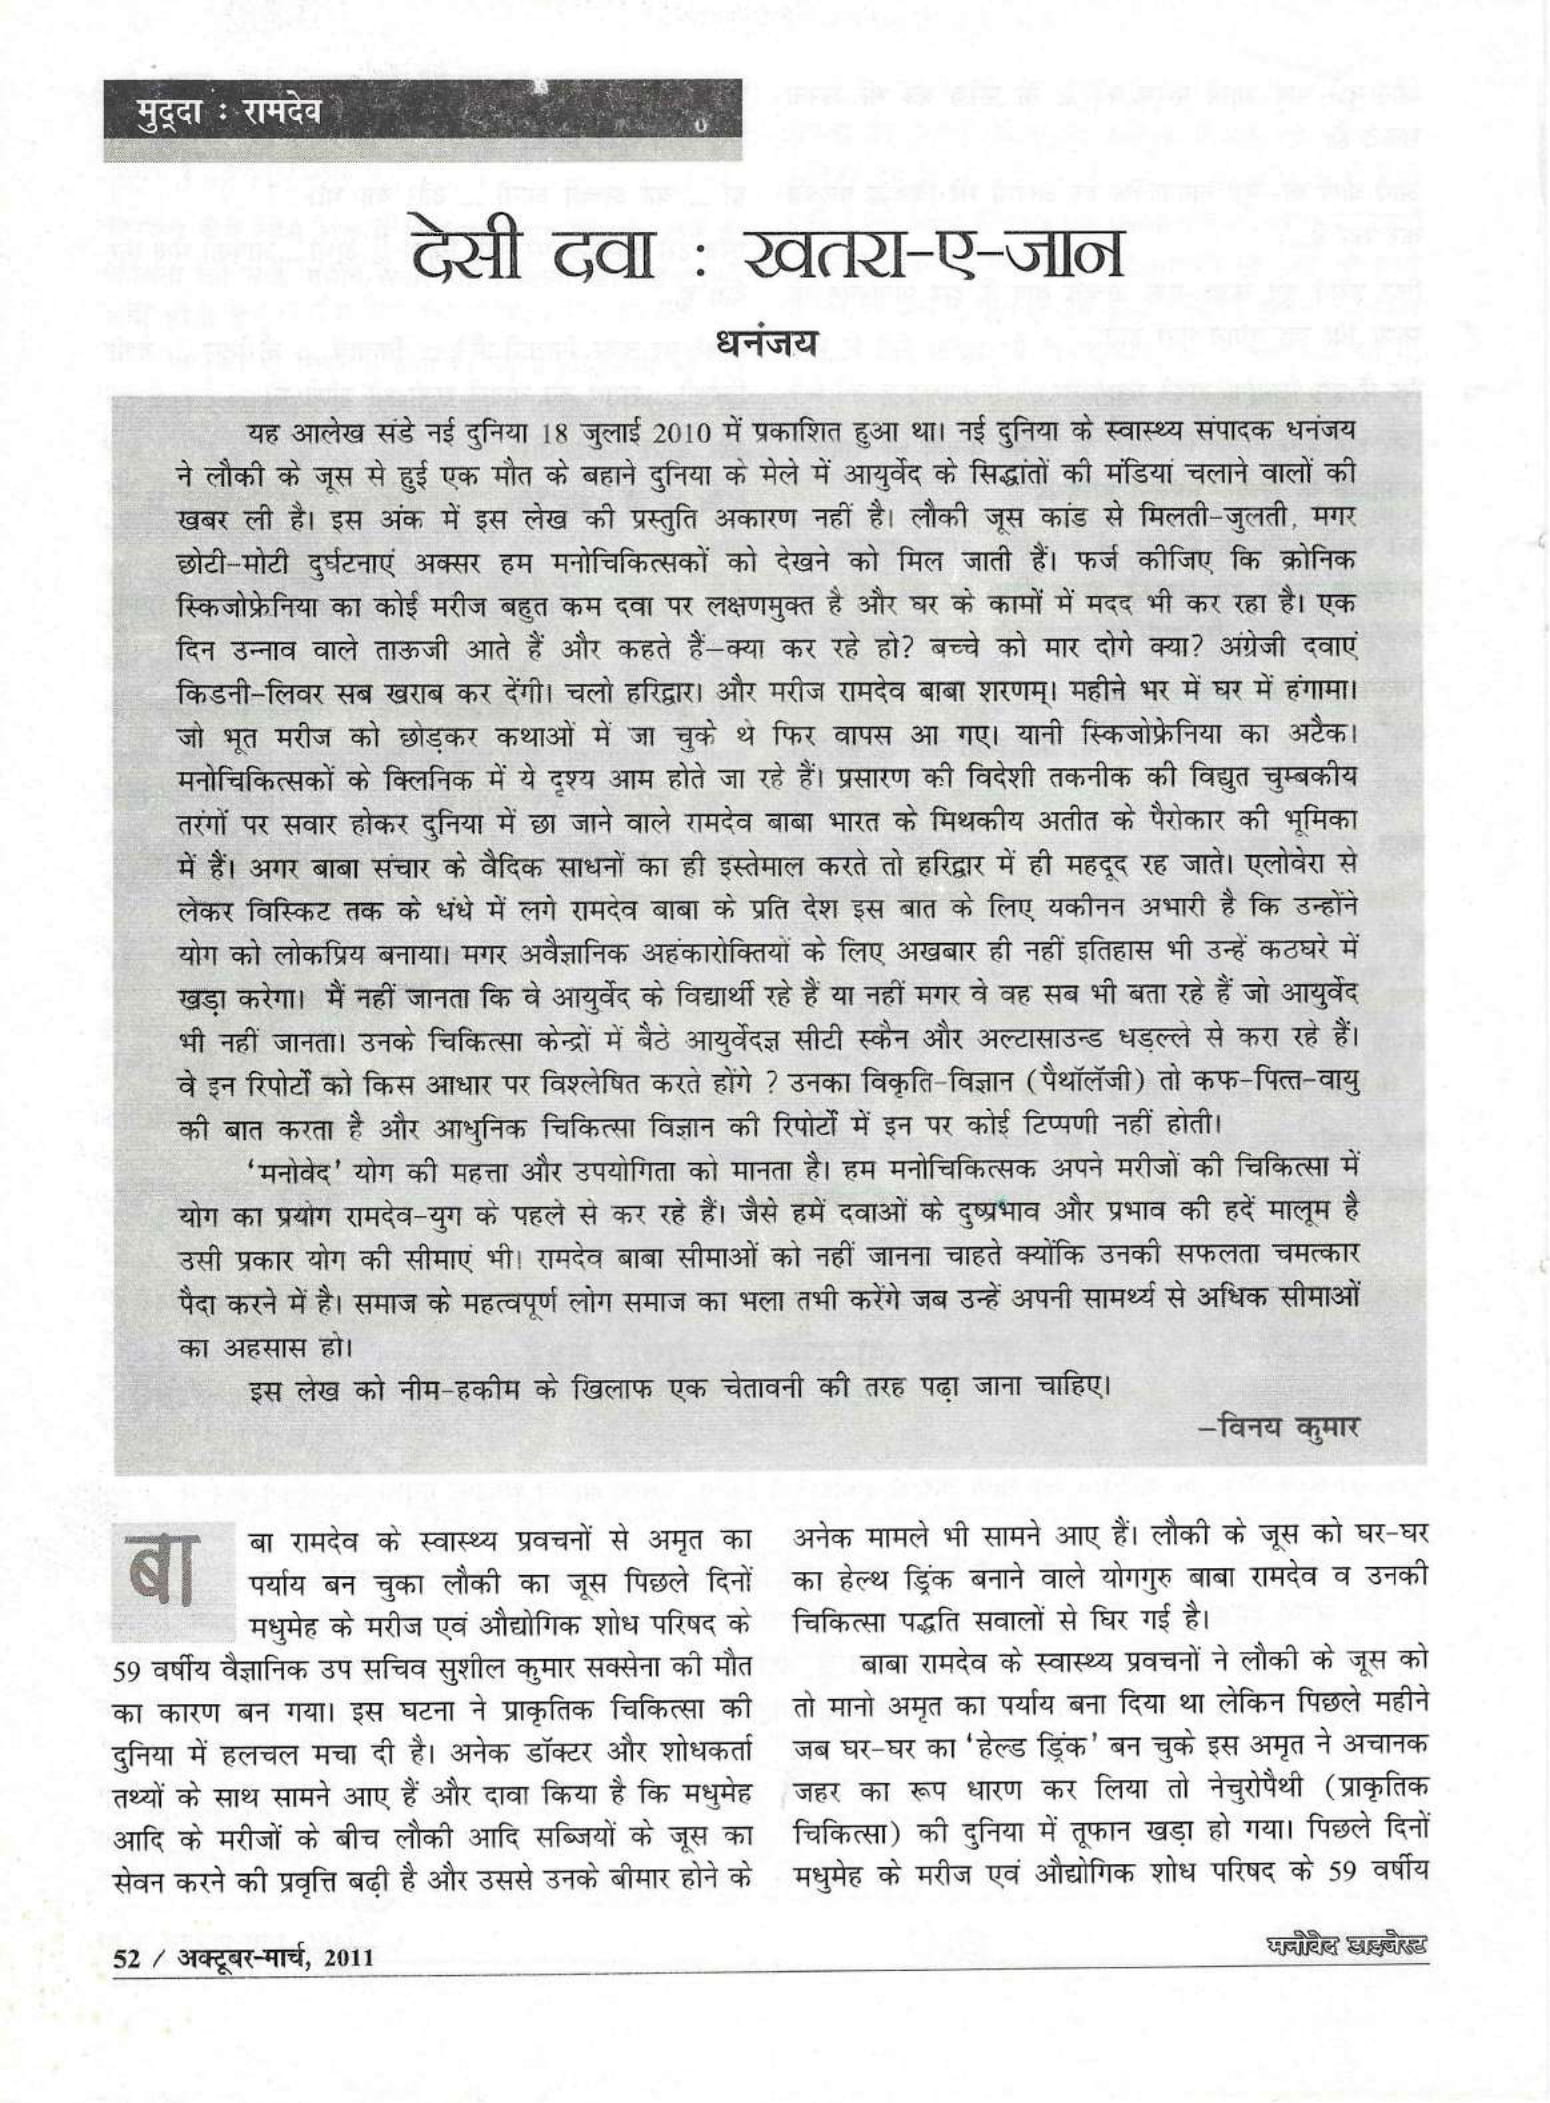 मुद्दा : रामदेव
देसी दवा : खतरा-ए-जान
धनंजय
यह आलेख संडे नई दुनिया 18 जुलाई 2010 में प्रकाशित हुआ था। नई दुनिया के स्वास्थ्य संपादक धनंजय
ने लौकी के जूस से हुई एक मौत के बहाने दुनिया के मेले में आयुर्वेद के सिद्धांतों की मंडियां चलाने वालों की
खबर ली है। इस अंक में इस लेख की प्रस्तुति अकारण नहीं है। लौकी जूस कांड से मिलती-जुलती, मगर
छोटी-मोटी दुर्घटनाएं अक्सर हम मनोचिकित्सकों को देखने को मिल जाती हैं। फर्ज कीजिए कि क्रोनिक
स्किजोफ्रेनिया का कोई मरीज बहुत कम दवा पर लक्षणमुक्त है और घर के कामों में मदद भी कर रहा है। एक
दिन उन्नाव वाले ताऊजी आते हैं और कहते हैं–क्या कर रहे हो? बच्चे को मार दोगे क्या? अंग्रेजी दवाएं
किडनी-लिवर सब खराब कर देंगी। चलो हरिद्वार। और मरीज रामदेव बाबा शरणम्। महीने भर में घर में हंगामा।
जो भूत मरीज को छोड़कर कथाओं में जा चुके थे फिर वापस आ गए। यानी स्किजोफ्रेनिया का अटैक।
मनोचिकित्सकों के क्लिनिक में ये दृश्य आम होते जा रहे हैं। प्रसारण की विदेशी तकनीक की विद्युत चुम्बकीय
तरंगों पर सवार होकर दुनिया में छा जाने वाले रामदेव बाबा भारत के मिथकीय अतीत के पैरोकार की भूमिका
में हैं। अगर बाबा संचार के वैदिक साधनों का ही इस्तेमाल करते तो हरिद्वार में ही महदूद रह जाते। एलोवेरा से
लेकर विस्किट तक के धंधे में लगे रामदेव बाबा के प्रति देश इस बात के लिए यकीनन अभारी है कि उन्होंने
योग को लोकप्रिय बनाया। मगर अवैज्ञानिक अहंकारोक्तियों के लिए अखबार ही नहीं इतिहास भी उन्हें कठघरे में
खड़ा करेगा। मैं नहीं जानता कि वे आयुर्वेद के विद्यार्थी रहे हैं या नहीं मगर वे वह सब भी बता रहे हैं जो आयुर्वेद
भी नहीं जानता। उनके चिकित्सा केन्द्रों में बैठे आयुर्वेदज्ञ सीटी स्कैन और अल्टासाउन्ड धड़ल्ले से करा रहे हैं।
वे इन रिपोर्टों को किस आधार पर विश्लेषित करते होंगे ? उनका विकृति-विज्ञान (पैथॉलॅजी) तो कफ-पित्त-वायु
की बात करता है और आधुनिक चिकित्सा विज्ञान की रिपोर्टों में इन पर कोई टिप्पणी नहीं होती।
‘मनोवेद’ योग की महत्ता और उपयोगिता को मानता है। हम मनोचिकित्सक अपने मरीजों की चिकित्सा में
योग का प्रयोग रामदेव-युग के पहले से कर रहे हैं। जैसे हमें दवाओं के दुष्प्रभाव और प्रभाव की हदें मालूम है
उसी प्रकार योग की सीमाएं भी। रामदेव बाबा सीमाओं को नहीं जानना चाहते क्योंकि उनकी सफलता चमत्कार
पैदा करने में है। समाज के महत्वपूर्ण लोग समाज का भला तभी करेंगे जब उन्हें अपनी सामर्थ्य से अधिक सीमाओं
का अहसास हो।
इस लेख को नीम-हकीम के खिलाफ एक चेतावनी की तरह पढ़ा जाना चाहिए।
–विनय कुमार
बा
बा रामदेव के स्वास्थ्य प्रवचनों से अमृत का
पर्याय बन चुका लौकी का जूस पिछले दिनों
मधुमेह के मरीज एवं औद्योगिक शोध परिषद के
59 वर्षीय वैज्ञानिक उप सचिव सुशील कुमार सक्सेना की मौत
का कारण बन गया। इस घटना ने प्राकृतिक चिकित्सा की
दुनिया में हलचल मचा दी है। अनेक डॉक्टर और शोधकर्ता
तथ्यों के साथ सामने आए हैं और दावा किया है कि मधुमेह
आदि के मरीजों के बीच लौकी आदि सब्जियों के जूस का
सेवन करने की प्रवृत्ति बढ़ी है और उससे उनके बीमार होने के
अनेक मामले भी सामने आए हैं। लौकी के जूस को घर-घर
का हेल्थ ड्रिंक बनाने वाले योगगुरु बाबा रामदेव व उनकी
चिकित्सा पद्धति सवालों से घिर गई है।
बाबा रामदेव के स्वास्थ्य प्रवचनों ने लौकी के जूस को
तो मानो अमृत का पर्याय बना दिया था लेकिन पिछले महीने
जब घर-घर का ‘हेल्ड ड्रिंक’ बन चुके इस अमृत ने अचानक
जहर का रूप धारण कर लिया तो नेचुरोपैथी (प्राकृतिक
चिकित्सा) की दुनिया में तूफान खड़ा हो गया। पिछले दिनों
मधुमेह के मरीज एवं औद्योगिक शोध परिषद के 59 वर्षीय
52 / अक्टूबर-मार्च, 2011
मनोवेद डाइजेस्ट